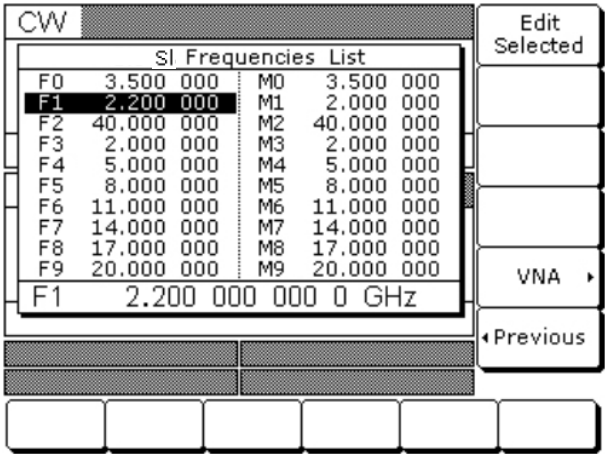 CW
Edit
Selected
SI Frequencies List
F0 3.500 000 M0 3.500 000
F1 2.200 000 M1 2.000 000
F2 40.000 000 M2 40.000 000
F3 2.000 000 M3 2.000 000
F4 5.000 000 M4 5.000 000
F5 8.000 000 M5 8.000 000
F6 11.000 000 M6 11.000 000
F7 14.000 000 M7 14.000 000
F8 17.000 000 M8 17.000 000
F9 20.000 000 M9 20.000 000
F1 2.200 000 000 0 GHz
VNA
Previous